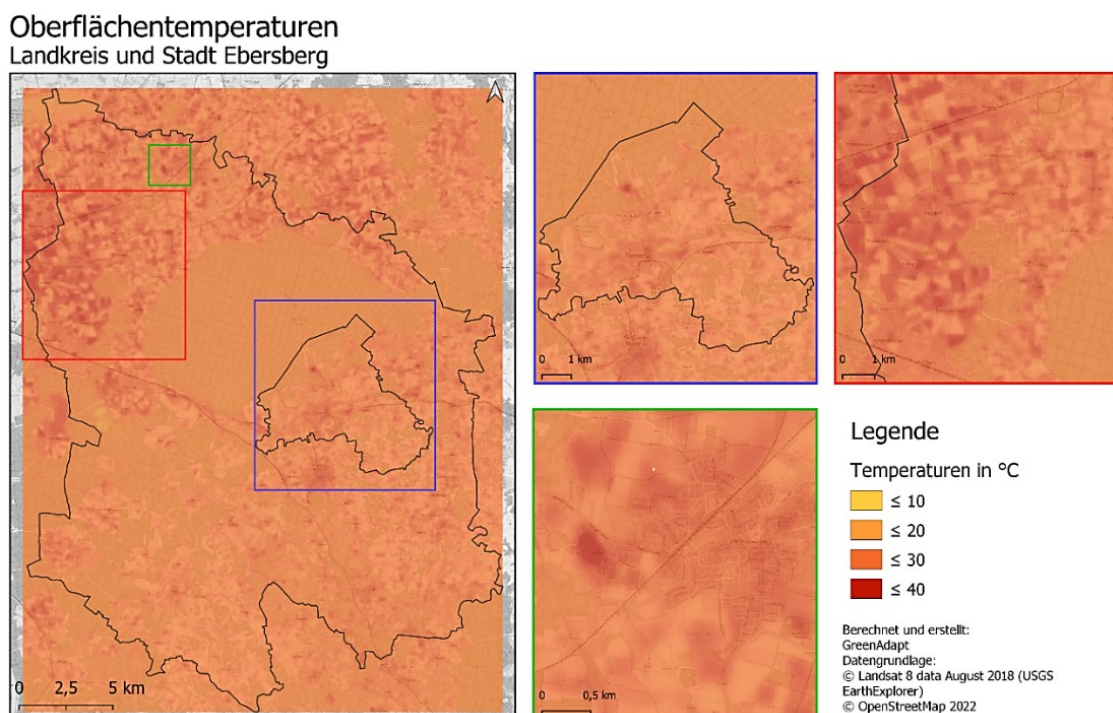 Oberflächentemperaturen
Landkreis und Stadt Ebersberg
0 2,5 5 km
0 1 km
0 1 km
0 0,5 km
Legende
Temperaturen in °C
≤ 10
≤ 20
≤ 30
≤ 40
Berechnet und erstellt:
GreenAdapt
Datengrundlage:
© Landsat 8 data August 2018 (USGS
EarthExplorer)
© OpenStreetMap 2022